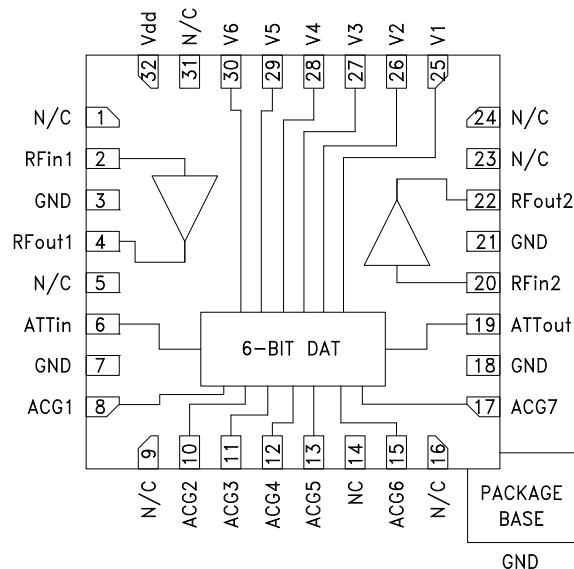 Vdd
N/C
V6
V5
V4
V3
V2
V1
32
31
30
29
28
27
26
25
N/C 1
RFin1 2
GND 3
RFout1 4
N/C 5
ATTin 6
GND 7
ACG1 8
24 N/C
23 N/C
22 RFout2
21 GND
20 RFin2
19 ATTout
18 GND
17 ACG7
6-BIT DAT
9
10
11
12
13
14
15
16
N/C
ACG2
ACG3
ACG4
ACG5
NC
ACG6
N/C
PACKAGE
BASE
GND